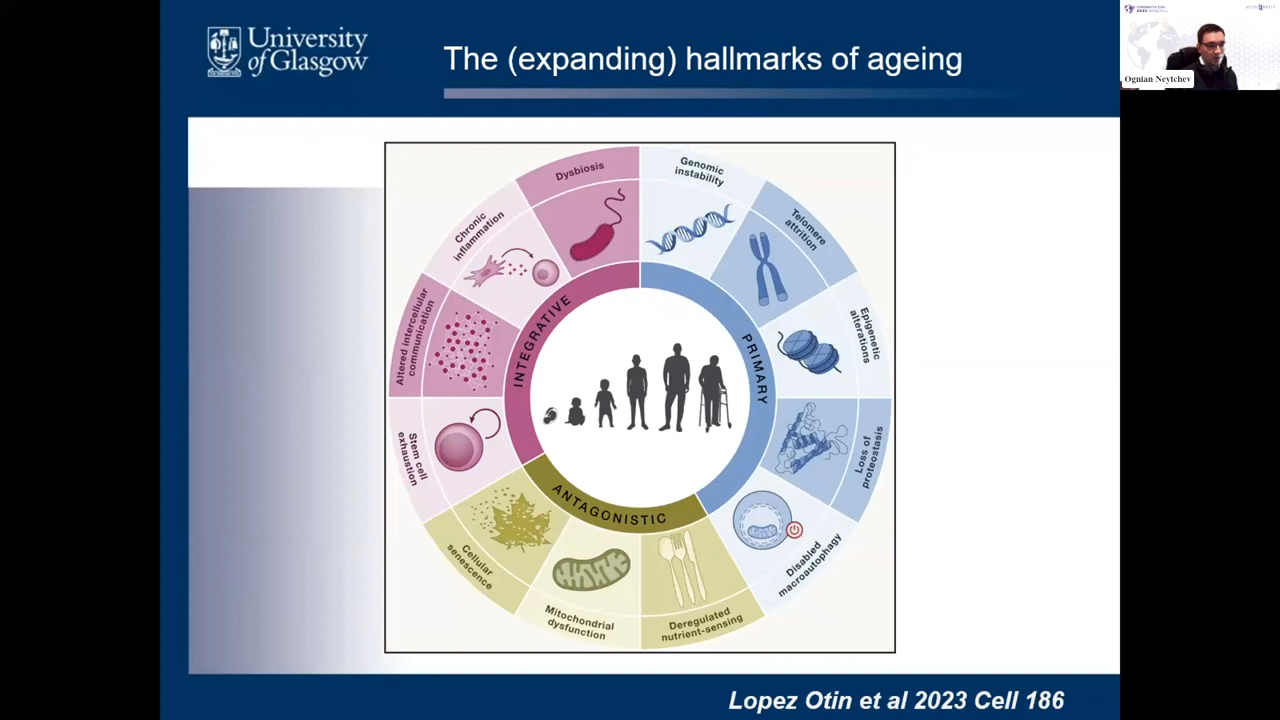 University
of Glasgow
The (expanding) hallmarks of ageing
Ognian Neytchev
Dysbiosis
Genomic
instability
Telomere
attrition
Epigenetic
alterations
Loss of
proteostasis
Disabled
macroautophagy
Deregulated
nutrient-sensing
Mitochondrial
dysfunction
Cellular
senescence
Stem cell
exhaustion
Altered intercellular
communication
Chronic
inflammation
INTEGRATIVE
PRIMARY
ANTAGONISTIC
Lopez Otin et al 2023 Cell 186